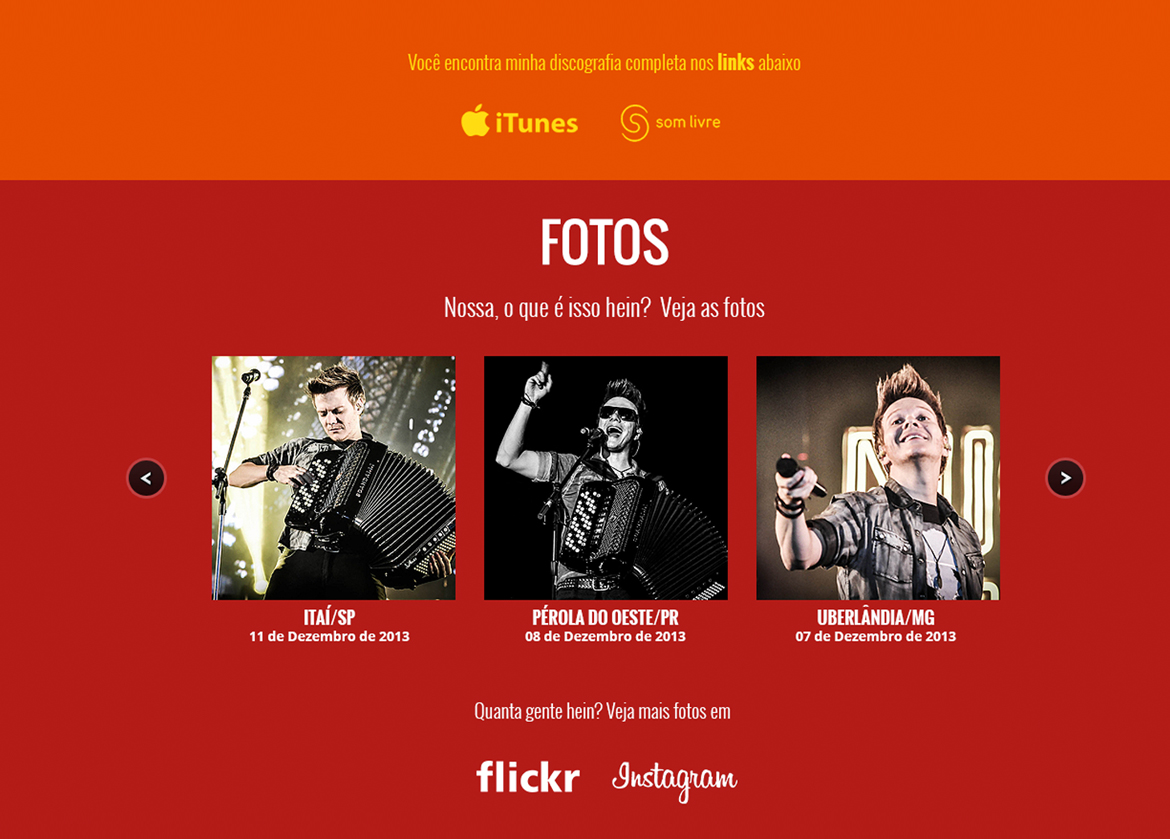 Você encontra minha discografia completa nos links abaixo
iTunes som livre
FOTOS
Nossa, o que é isso hein? Veja as fotos
< >
ITAÍ/SP PÉROLA DO OESTE/PR UBERLÂNDIA/MG
11 de Dezembro de 2013 08 de Dezembro de 2013 07 de Dezembro de 2013
Quanta gente hein? Veja mais fotos em
flickr Instagram